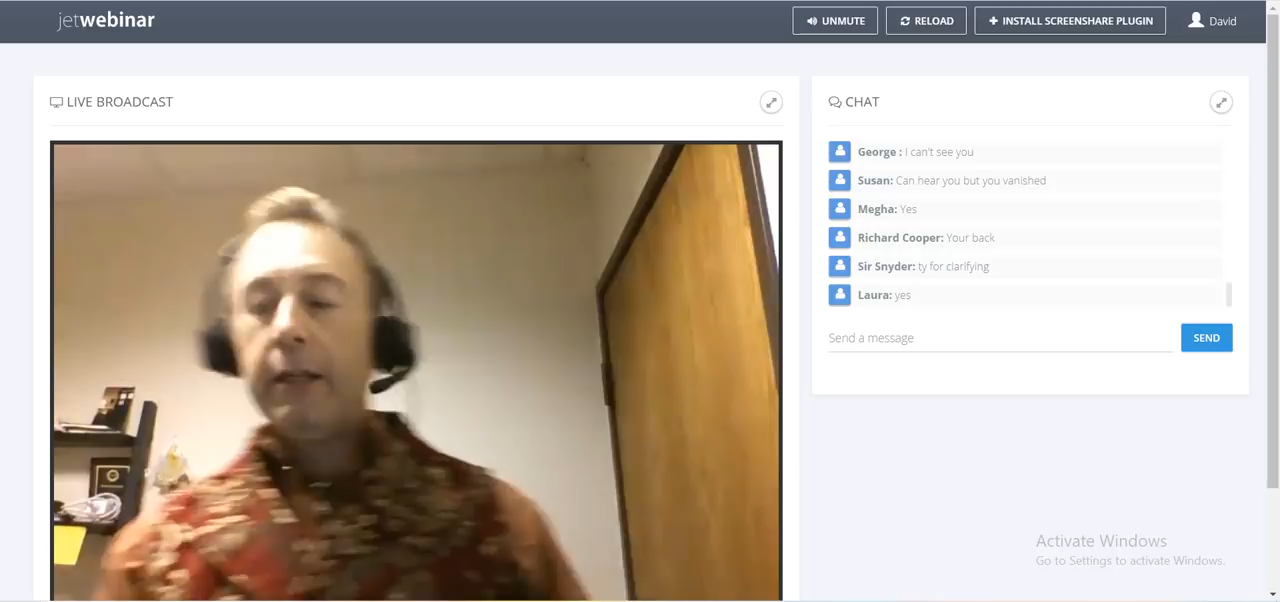 jetwebinar
UNMUTE
RELOAD
INSTALL SCREENSHARE PLUGIN
David
LIVE BROADCAST
CHAT
George : I can't see you
Susan: Can hear you but you vanished
Megha: Yes
Richard Cooper: Your back
Sir Snyder: ty for clarifying
Laura: yes
Send a message
SEND
Activate Windows
Go to Settings to activate Windows.